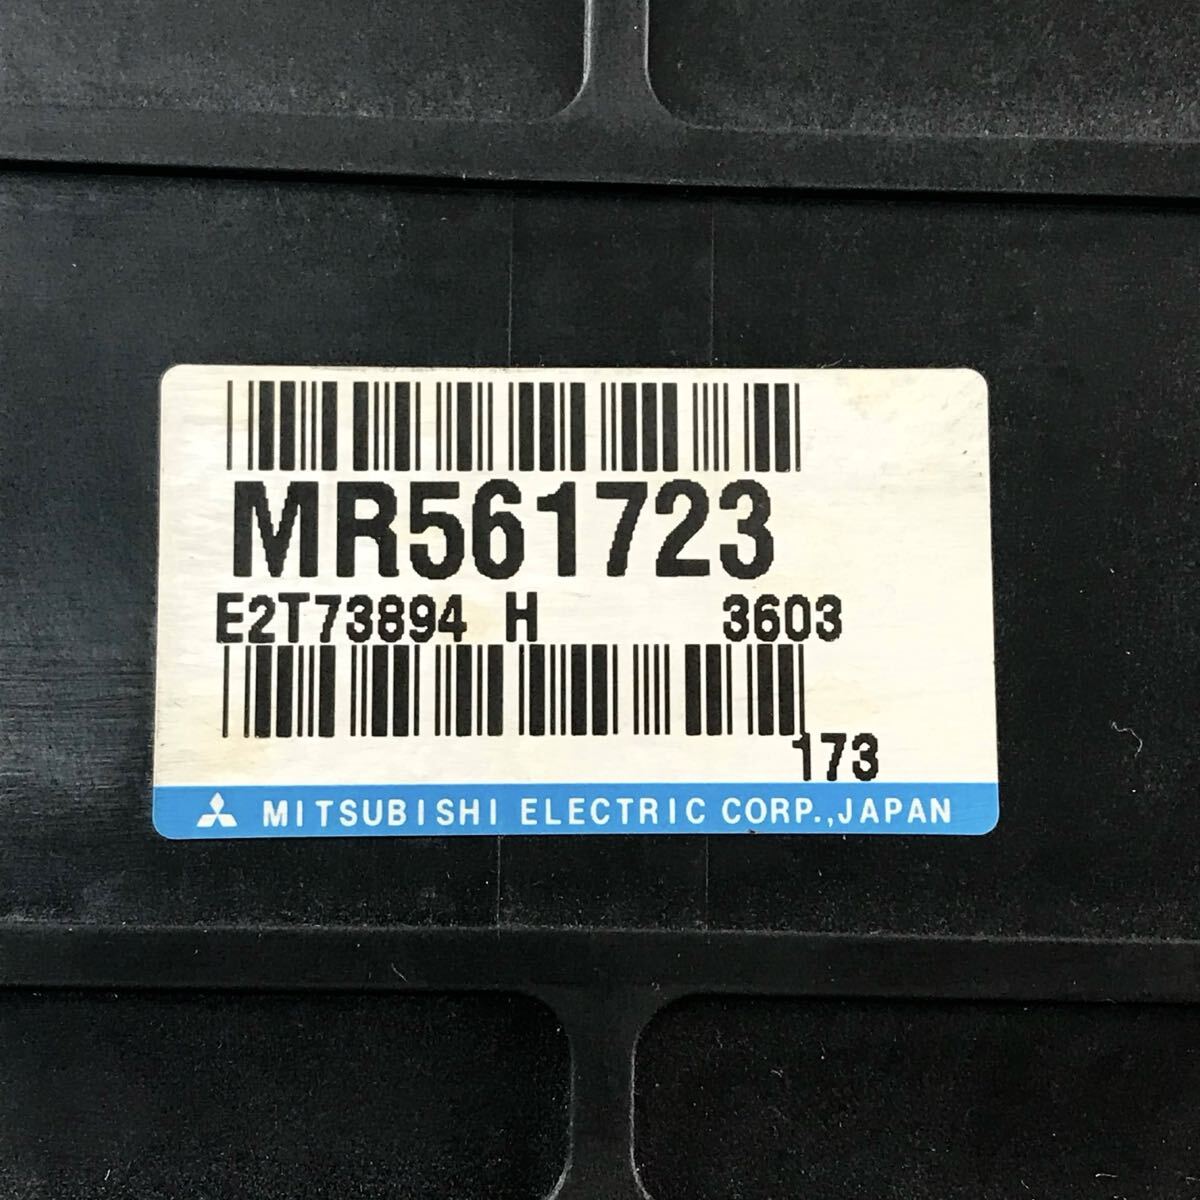 MR561723
E2T73894 H 3603
173
MITSUBISHI ELECTRIC CORP.,JAPAN